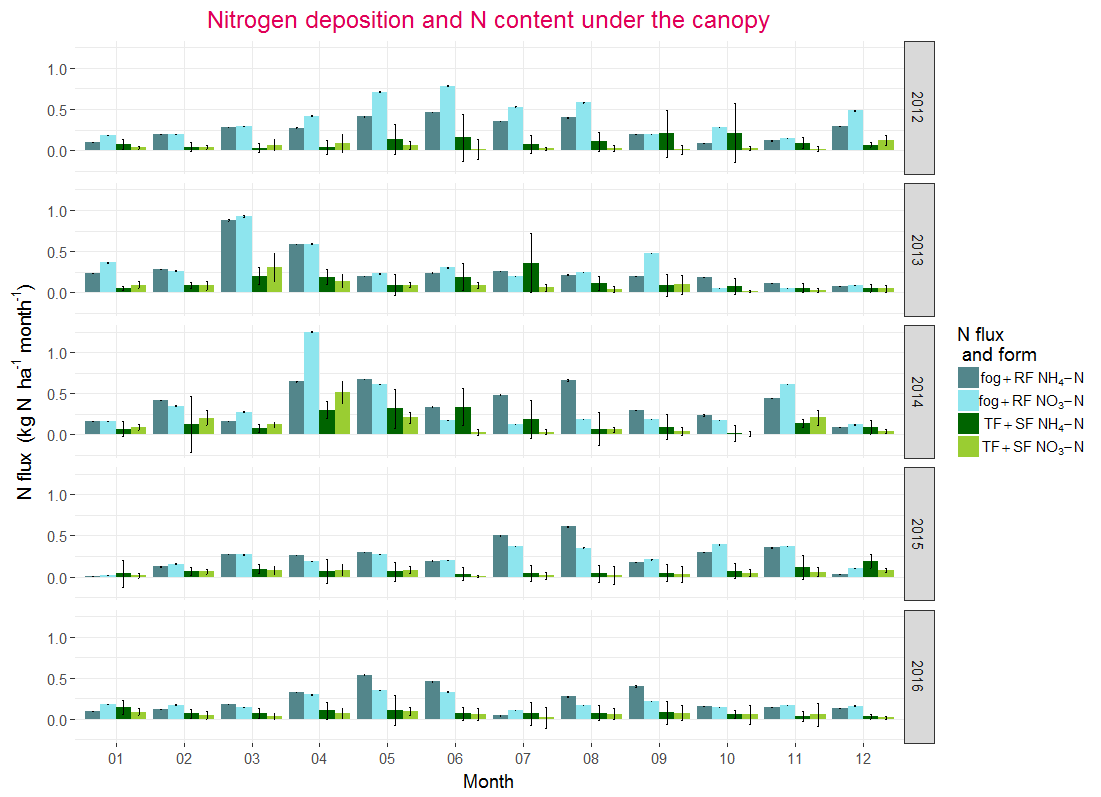 Nitrogen deposition and N content under the canopy
N flux (kg N ha⁻¹ month⁻¹)
1.0
0.5
0.0
2012
1.0
0.5
0.0
2013
1.0
0.5
0.0
2014
1.0
0.5
0.0
2015
1.0
0.5
0.0
2016
01 02 03 04 05 06 07 08 09 10 11 12
Month
N flux
and form
fog+RF NH₄−N
fog+RF NO₃−N
TF+SF NH₄−N
TF+SF NO₃−N